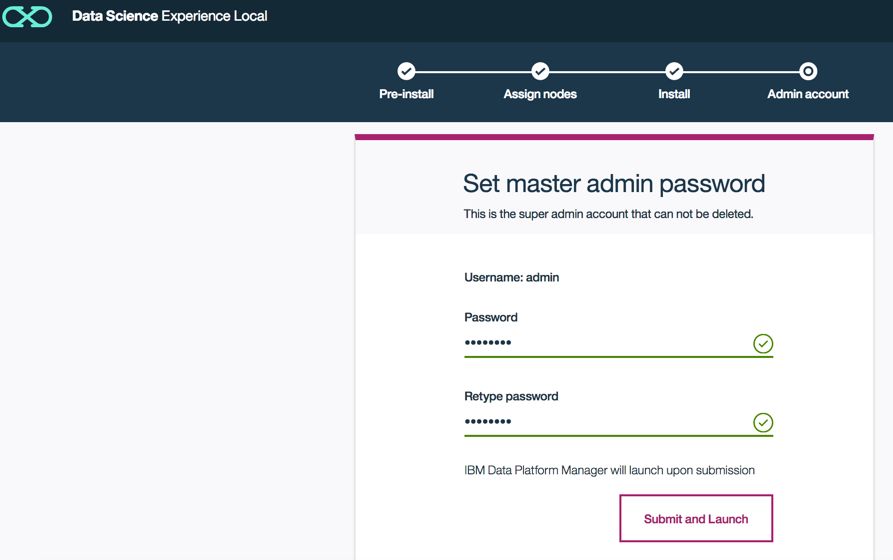 Data Science Experience Local
Pre-install
Assign nodes
Install
Admin account
Set master admin password
This is the super admin account that can not be deleted.
Username: admin
Password
••••••••
Retype password
••••••••
IBM Data Platform Manager will launch upon submission
Submit and Launch